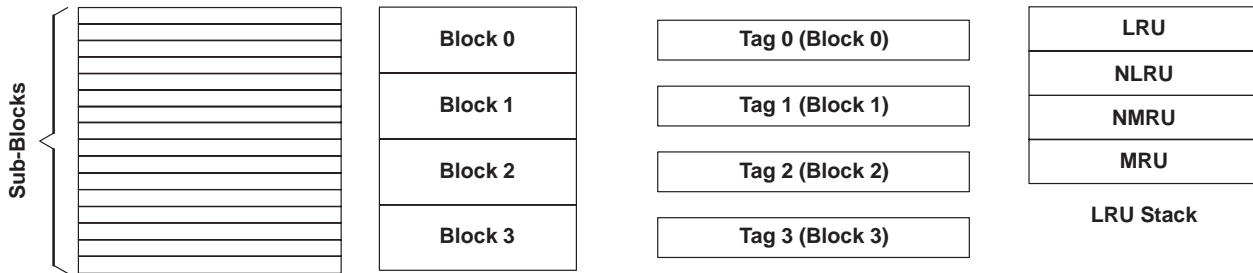 Sub-Blocks
Block 0
Block 1
Block 2
Block 3
Tag 0 (Block 0)
Tag 1 (Block 1)
Tag 2 (Block 2)
Tag 3 (Block 3)
LRU
NLRU
NMRU
MRU
LRU Stack